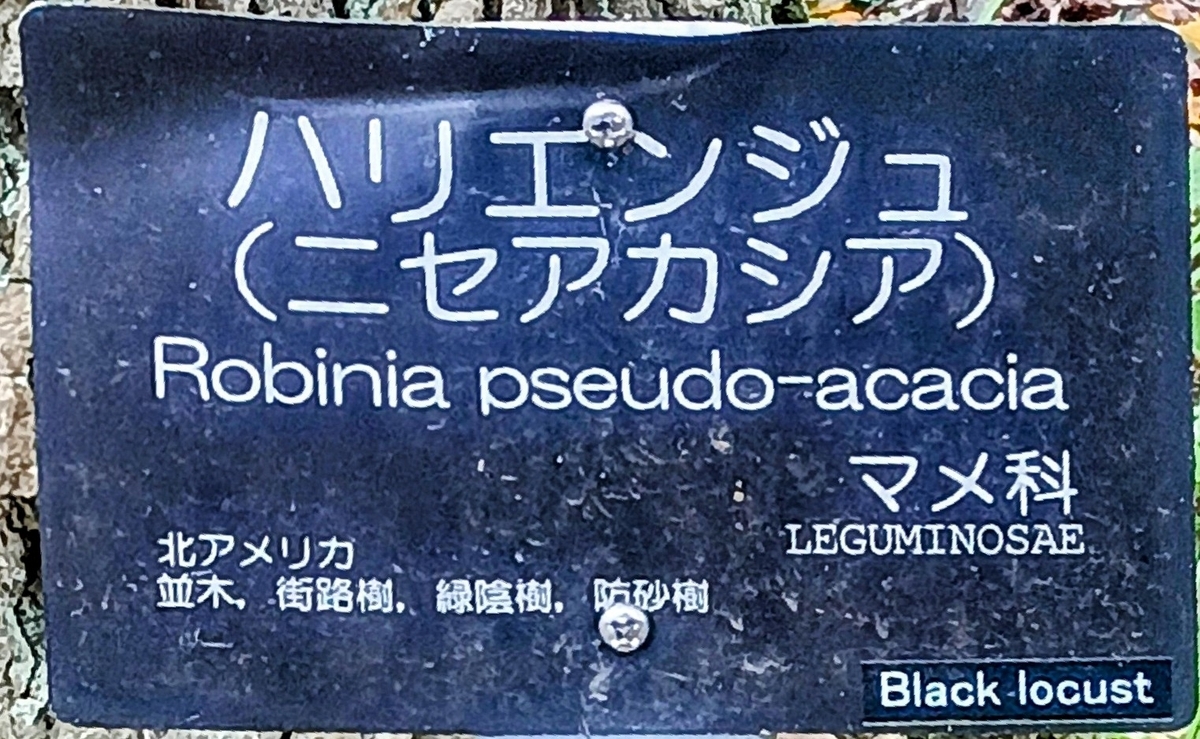 ハリエンジュ
(ニセアカシア)
Robinia pseudo-acacia
マメ科
LEGUMINOSAE
北アメリカ
並木, 街路樹, 緑陰樹, 防砂樹
Black locust